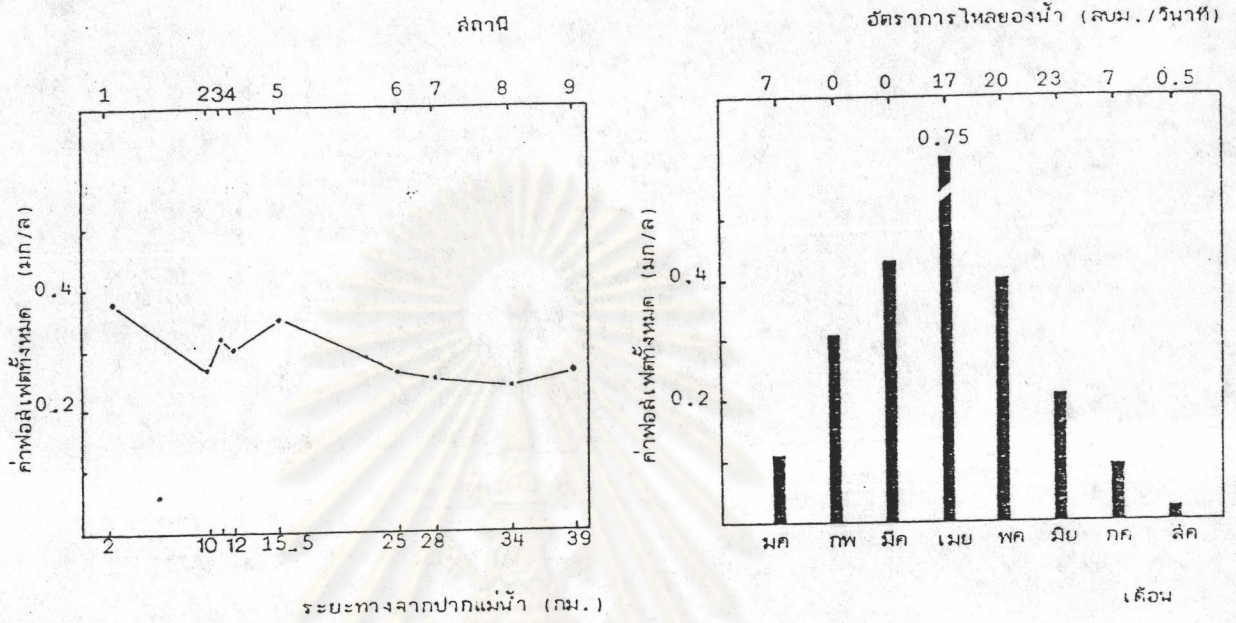 สถานี
1 2 3 4 5 6 7 8 9
ค่าฟอสเฟตทั้งหมด (มก/ล)
0.4
0.2
2 10 12 15.5 25 28 34 39
ระยะทางจากปากแม่น้ำ (กม.)
อัตราการไหลของน้ำ (ลบม./วินาที)
7 0 0 17 20 23 7 0.5
0.75
ค่าฟอสเฟตทั้งหมด (มก/ล)
0.4
0.2
มค กพ มีค เมย พค มิย กค สค
เดือน